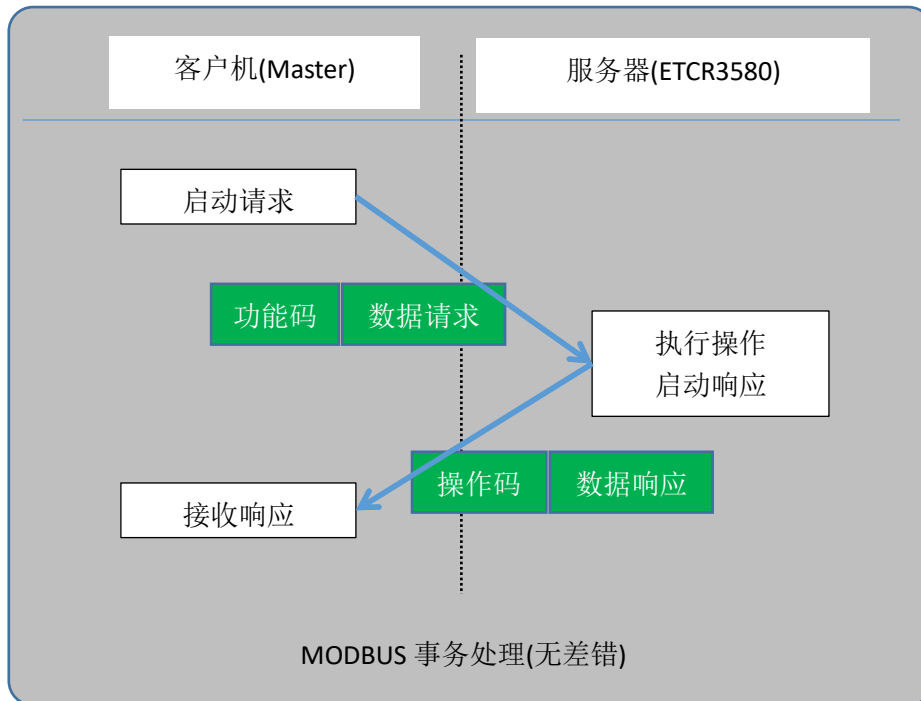 客户机(Master)
服务器(ETCR3580)
启动请求
功能码
数据请求
执行操作
启动响应
操作码
数据响应
接收响应
MODBUS 事务处理(无差错)